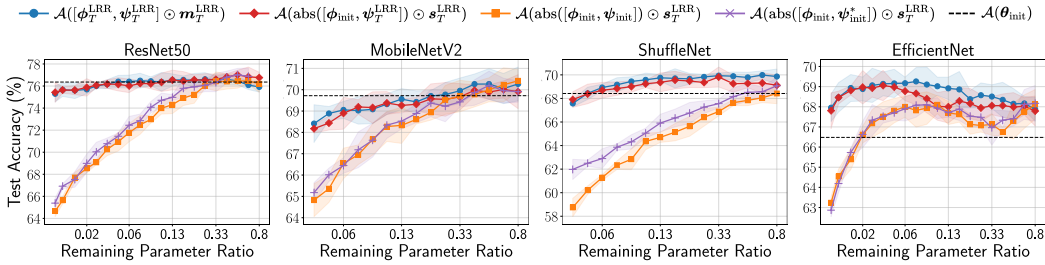 𝒜([ϕ_T^LRR, ψ_T^LRR] ⊙ m_T^LRR) 𝒜(abs([ϕ_init, ψ_T^LRR]) ⊙ s_T^LRR) 𝒜(abs([ϕ_init, ψ_init]) ⊙ s_T^LRR) 𝒜(abs([ϕ_init, ψ*_init]) ⊙ s_T^LRR) 𝒜(θ_init)
ResNet50 MobileNetV2 ShuffleNet EfficientNet
Test Accuracy (%)
78
76
74
72
70
68
66
64
0.02 0.06 0.13 0.33 0.8
Remaining Parameter Ratio
71
70
69
68
67
66
65
64
0.06 0.13 0.33 0.8
Remaining Parameter Ratio
70
68
66
64
62
60
58
0.06 0.13 0.33 0.8
Remaining Parameter Ratio
70
69
68
67
66
65
64
63
0.02 0.06 0.13 0.33 0.8
Remaining Parameter Ratio